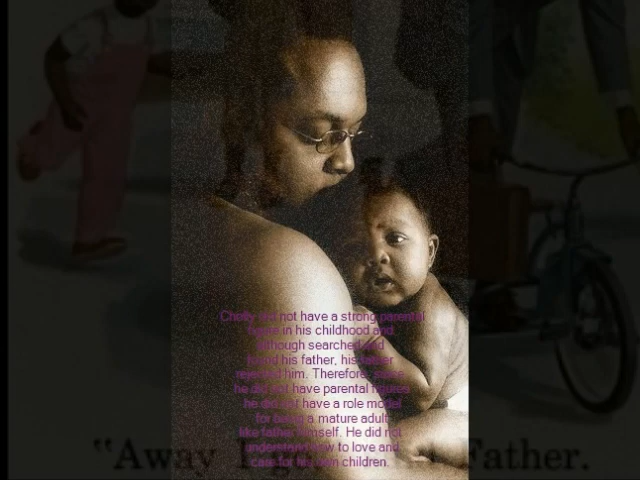 Cholly did not have a strong parental
figure in his childhood and
although searched and
found his father, his father
rejected him. Therefore, since
he did not have parental figures
he did not have a role model
for being a mature adult
like father himself. He did not
understand how to love and
care for his own children.
"Away Father.